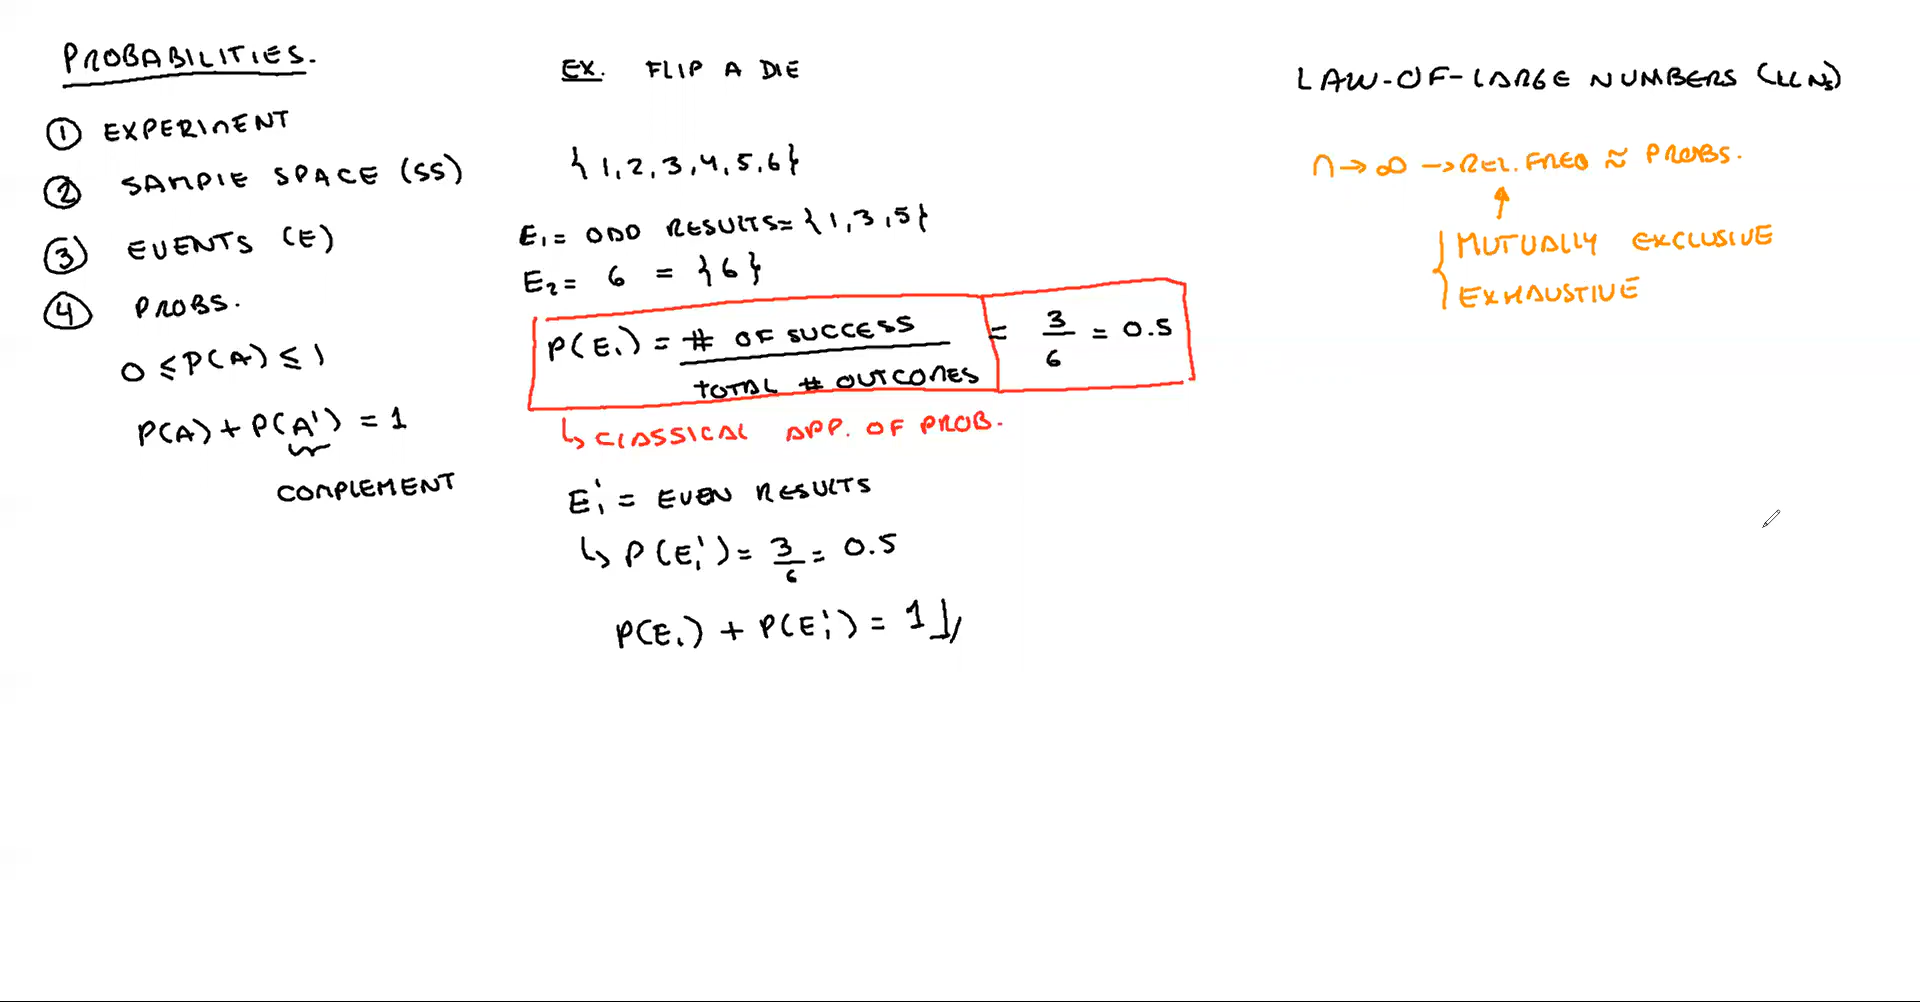 PROBABILITIES.
① EXPERIMENT
② SAMPLE SPACE (SS)
③ EVENTS (E)
④ PROBS.
0 ≤ P(A) ≤ 1
P(A) + P(A') = 1
COMPLEMENT
EX. FLIP A DIE
{1, 2, 3, 4, 5, 6}
E₁ = ODD RESULTS = {1, 3, 5}
E₂ = 6 = {6}
P(E₁) = # OF SUCCESS / TOTAL # OUTCOMES = 3/6 = 0.5
↳ CLASSICAL APP. OF PROB.
E₁' = EVEN RESULTS
↳ P(E₁') = 3/6 = 0.5
P(E₁) + P(E₁') = 1
LAW-OF-LARGE NUMBERS (LLNs)
n → ∞ → REL. FREQ ≈ PROBS.
MUTUALLY EXCLUSIVE
EXHAUSTIVE